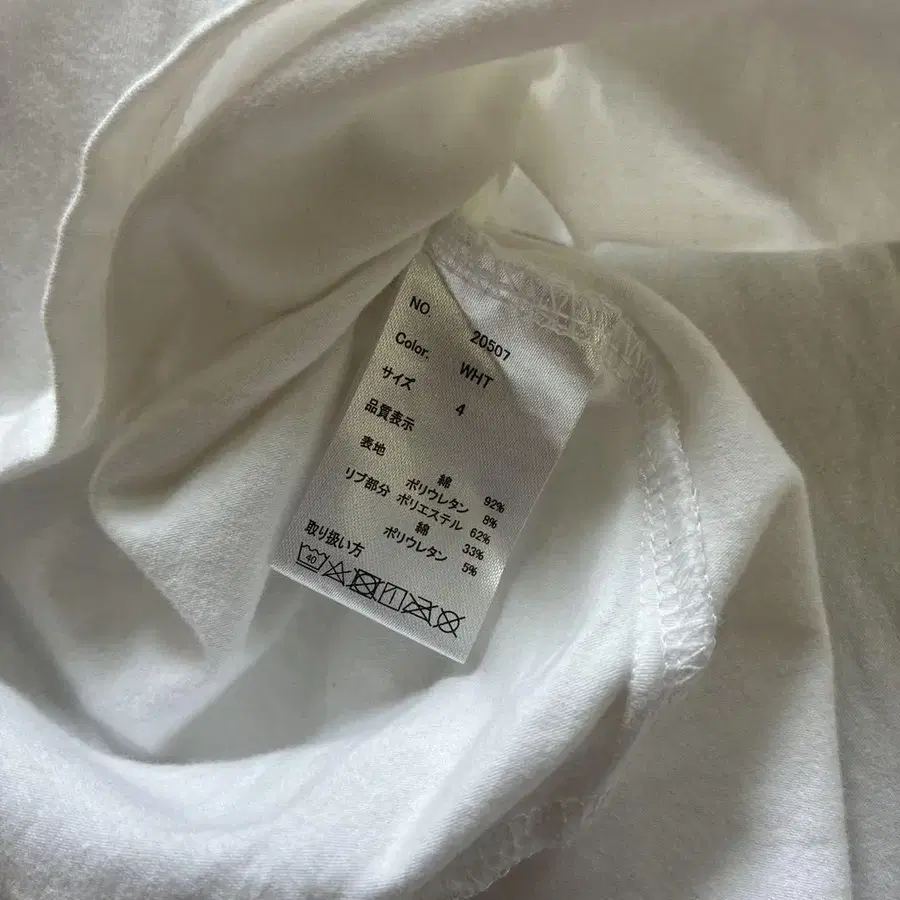 NO. 20507
Color. WHT
サイズ 4
品質表示
表地 綿 92%
ポリウレタン 8%
リブ部分 ポリエステル 62%
綿 33%
ポリウレタン 5%
取り扱い方
40